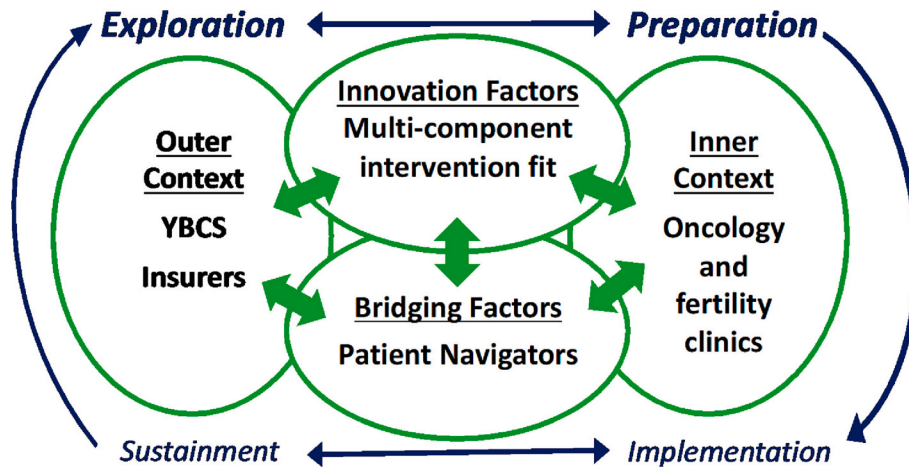 Exploration
Preparation
Innovation Factors
Multi-component
intervention fit
Outer
Context
YBCS
Insurers
Inner
Context
Oncology
and
fertility
clinics
Bridging Factors
Patient Navigators
Sustainment
Implementation